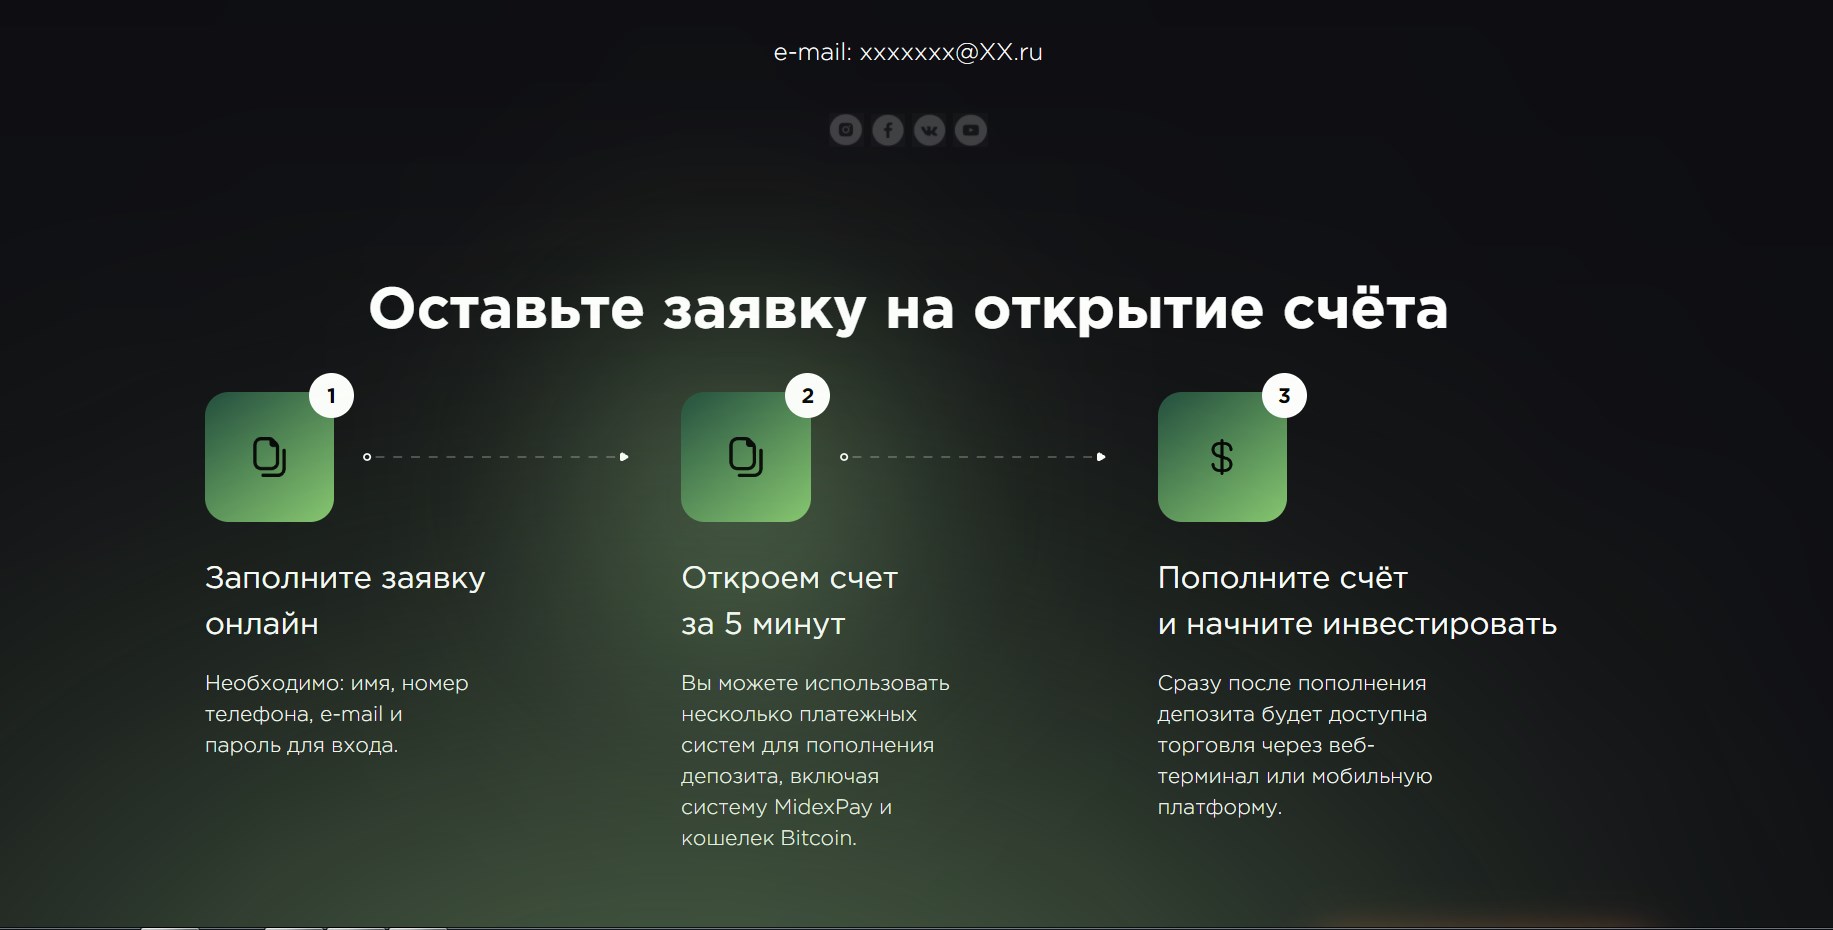 e-mail: xxxxxxx@XX.ru
Оставьте заявку на открытие счёта
1
2
3
Заполните заявку
онлайн
Необходимо: имя, номер
телефона, e-mail и
пароль для входа.
Откроем счет
за 5 минут
Вы можете использовать
несколько платежных
систем для пополнения
депозита, включая
систему MidexPay и
кошелек Bitcoin.
$
Пополните счёт
и начните инвестировать
Сразу после пополнения
депозита будет доступна
торговля через веб-
терминал или мобильную
платформу.